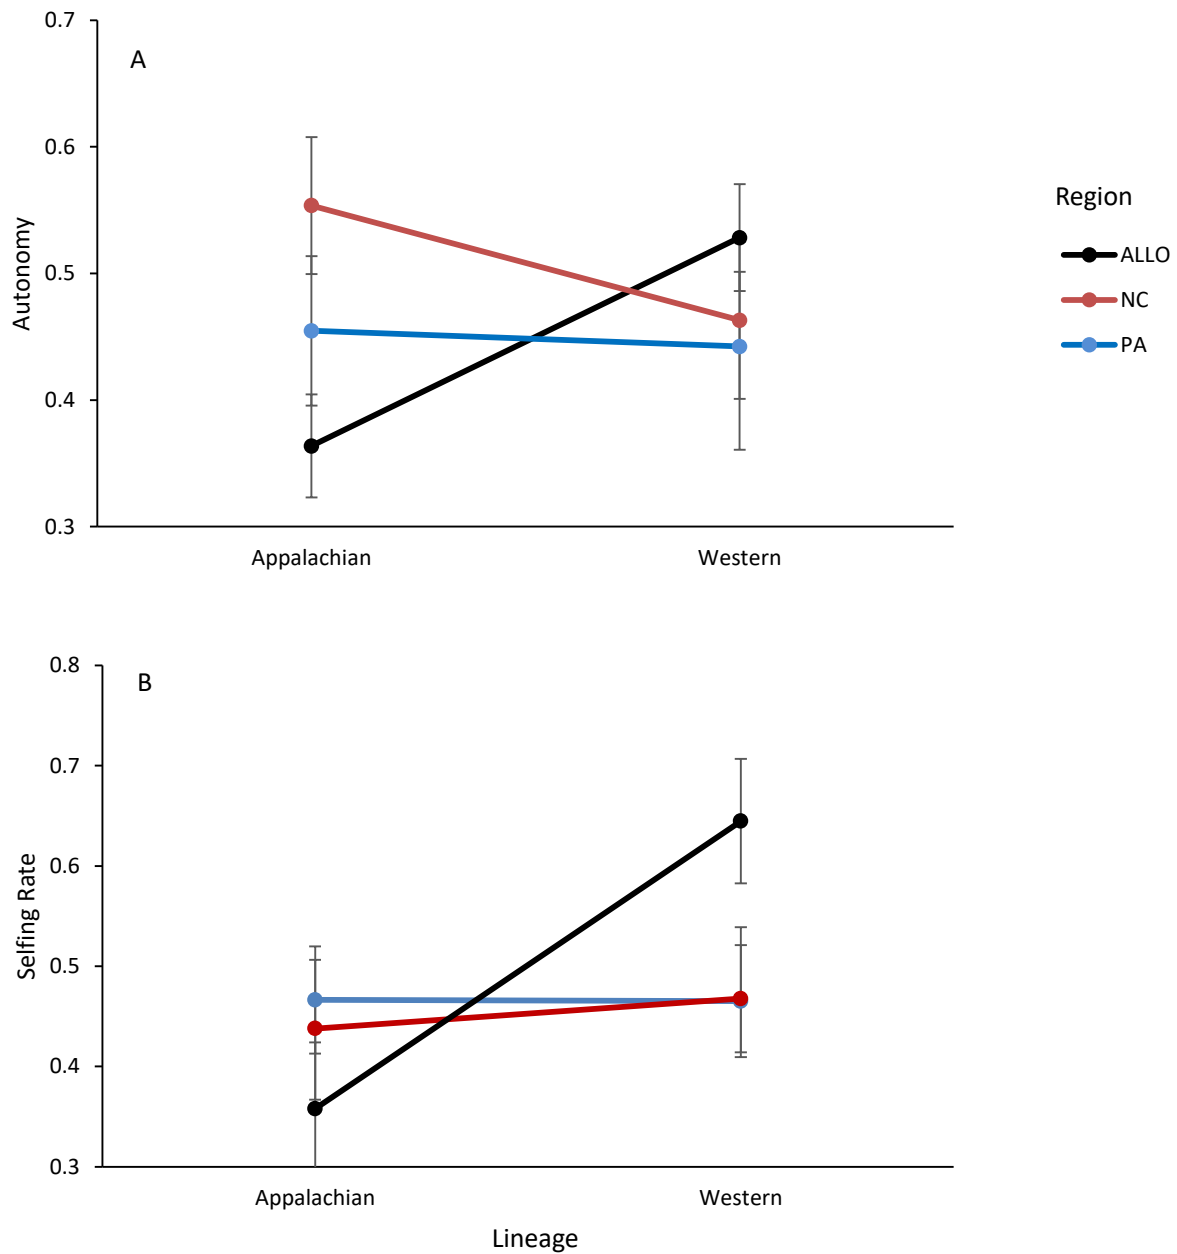 A
0.7
0.6
0.5
0.4
0.3
Autonomy
Appalachian Western
Region
ALLO
NC
PA
B
0.8
0.7
0.6
0.5
0.4
0.3
Selfing Rate
Appalachian Western
Lineage